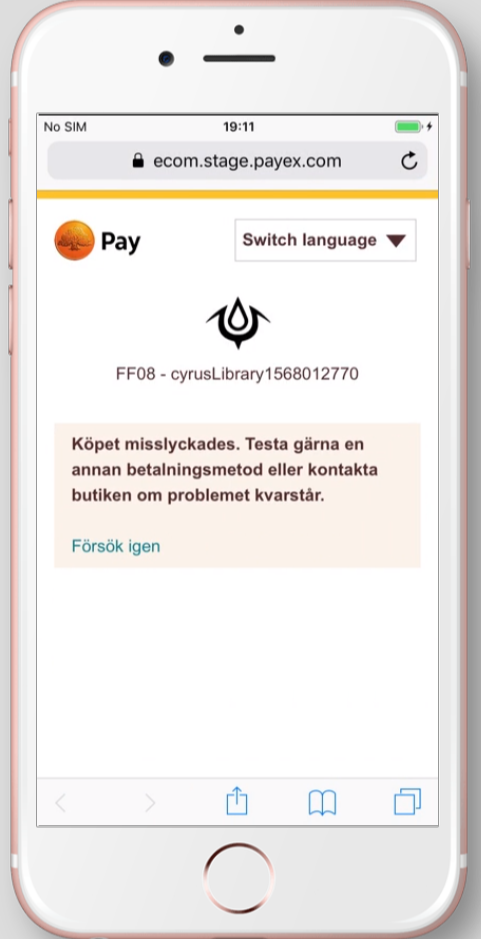 No SIM
19:11
ecom.stage.payex.com
Pay
Switch language
FF08 - cyrusLibrary1568012770
Köpet misslyckades. Testa gärna en
annan betalningsmetod eller kontakta
butiken om problemet kvarstår.
Försök igen